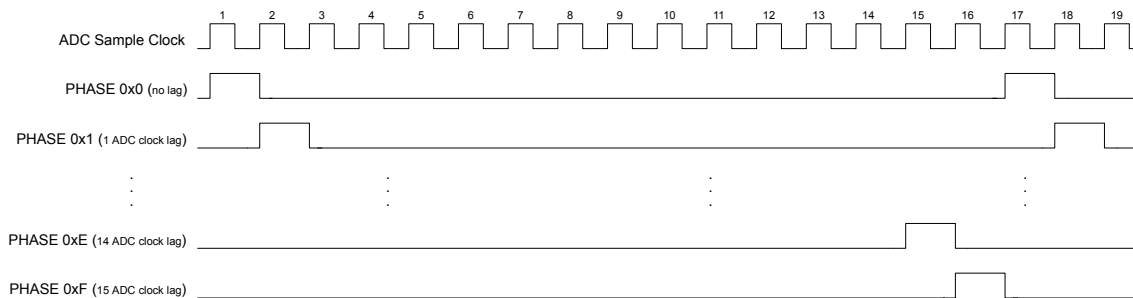 1 2 3 4 5 6 7 8 9 10 11 12 13 14 15 16 17 18 19
ADC Sample Clock
PHASE 0x0 (no lag)
PHASE 0x1 (1 ADC clock lag)
PHASE 0xE (14 ADC clock lag)
PHASE 0xF (15 ADC clock lag)